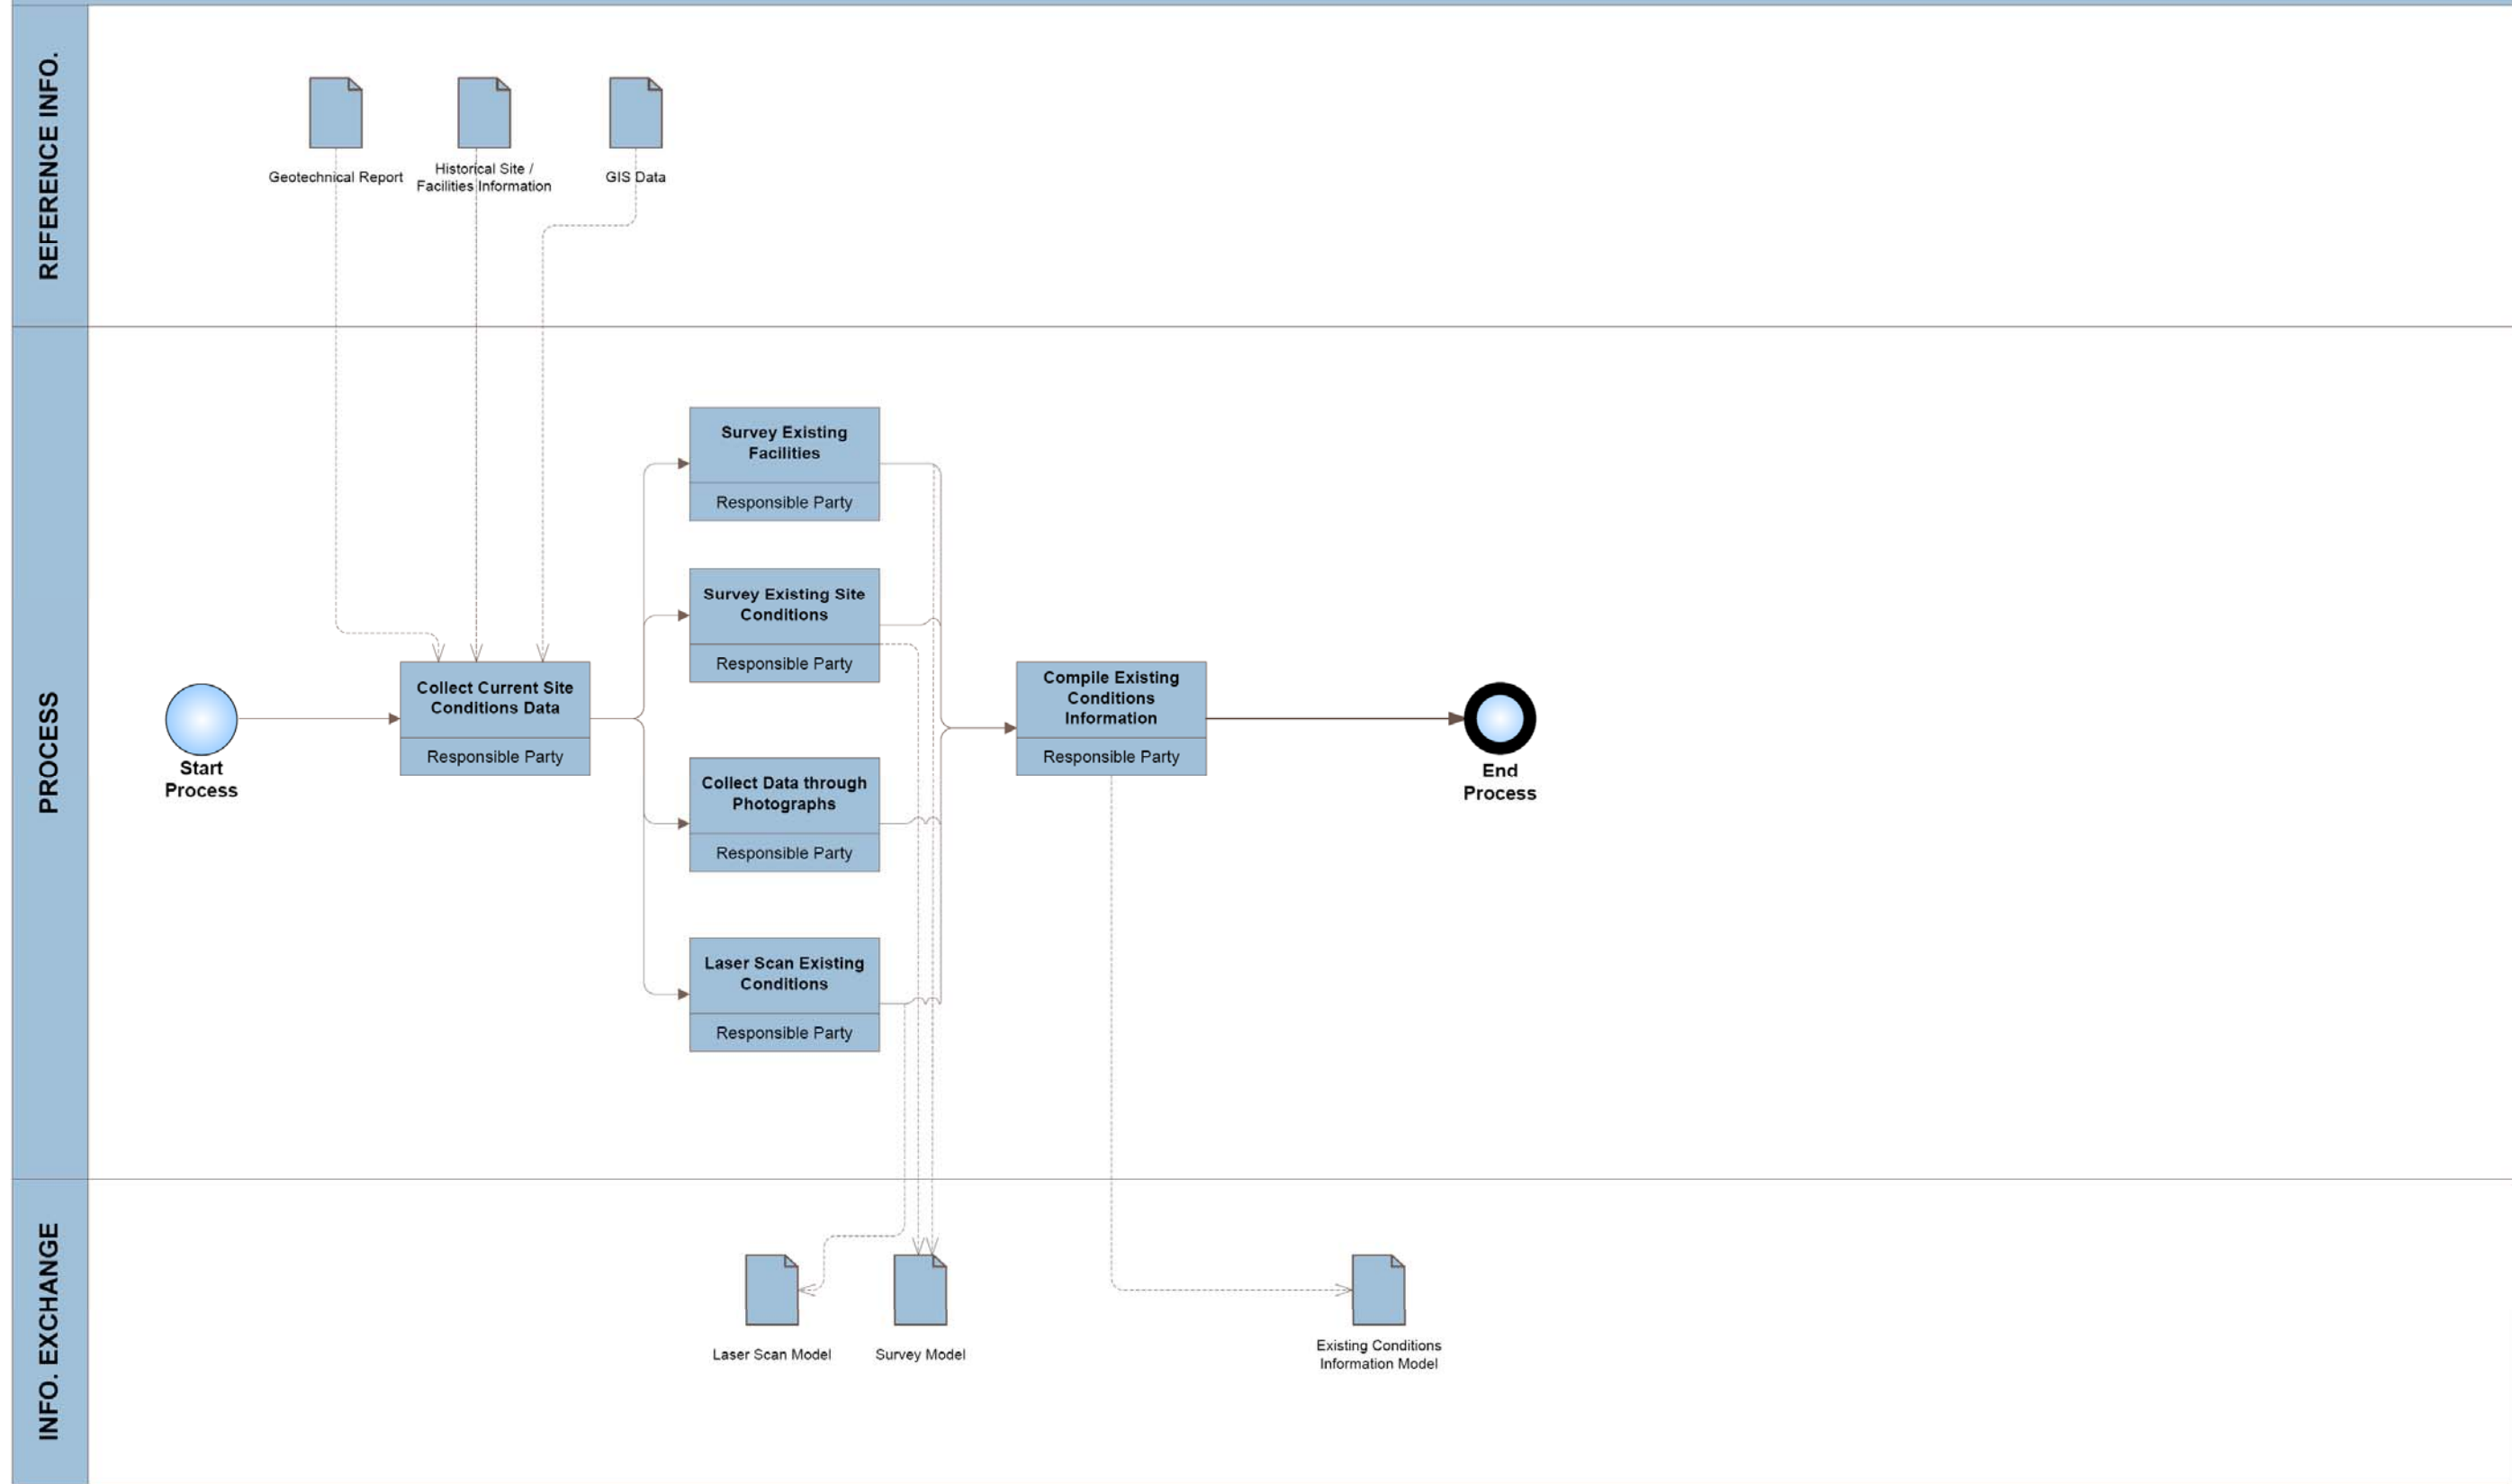 REFERENCE INFO.
Geotechnical Report
Historical Site /
Facilities Information
GIS Data
PROCESS
Start
Process
Collect Current Site
Conditions Data
Responsible Party
Survey Existing
Facilities
Responsible Party
Survey Existing Site
Conditions
Responsible Party
Collect Data through
Photographs
Responsible Party
Laser Scan Existing
Conditions
Responsible Party
Compile Existing
Conditions
Information
Responsible Party
End
Process
INFO. EXCHANGE
Laser Scan Model
Survey Model
Existing Conditions
Information Model